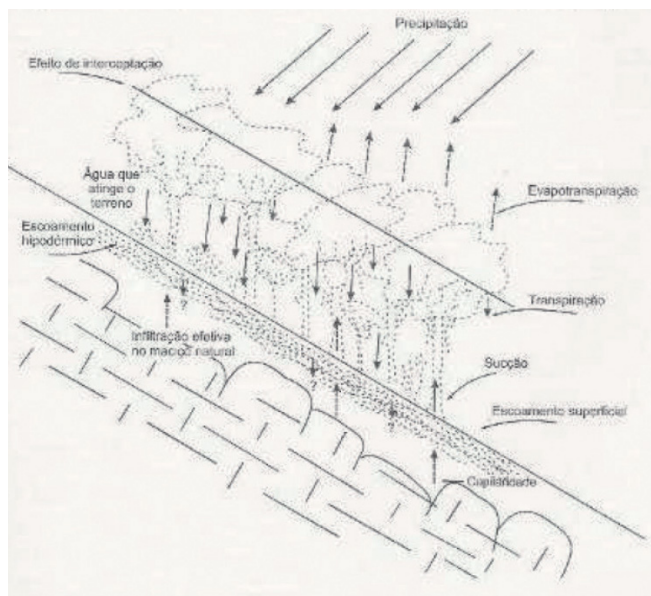 Precipitação
Efeito de interceptação
Água que
atinge o
terreno
Evapotranspiração
Escoamento
hipodérmico
Transpiração
?
Infiltração efetiva
no maciço natural
?
Sucção
?
?
Escoamento superficial
Capilaridade